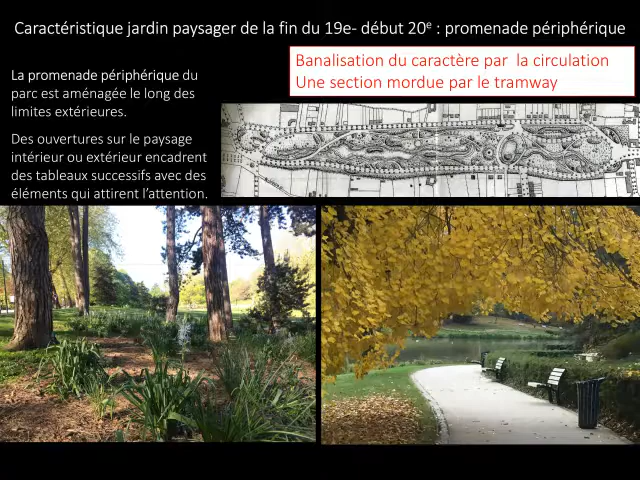 Caractéristique jardin paysager de la fin du 19e- début 20e : promenade périphérique
Banalisation du caractère par la circulation
Une section mordue par le tramway
La promenade périphérique du
parc est aménagée le long des
limites extérieures.
Des ouvertures sur le paysage
intérieur ou extérieur encadrent
des tableaux successifs avec des
éléments qui attirent l'attention.